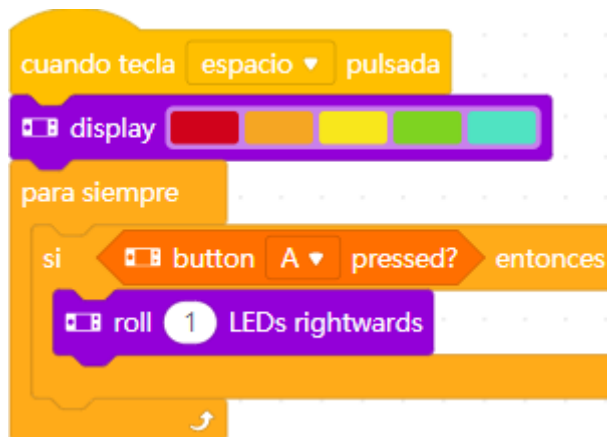 cuando tecla espacio pulsada
display
para siempre
si button A pressed? entonces
roll 1 LEDs rightwards